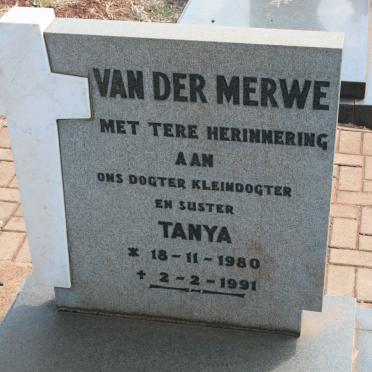 VAN DER MERWE
MET TERE HERINNERING
AAN
ONS DOGTER KLEINDOGTER
EN SUSTER
TANYA
* 18-11-1980
+ 2-2-1991